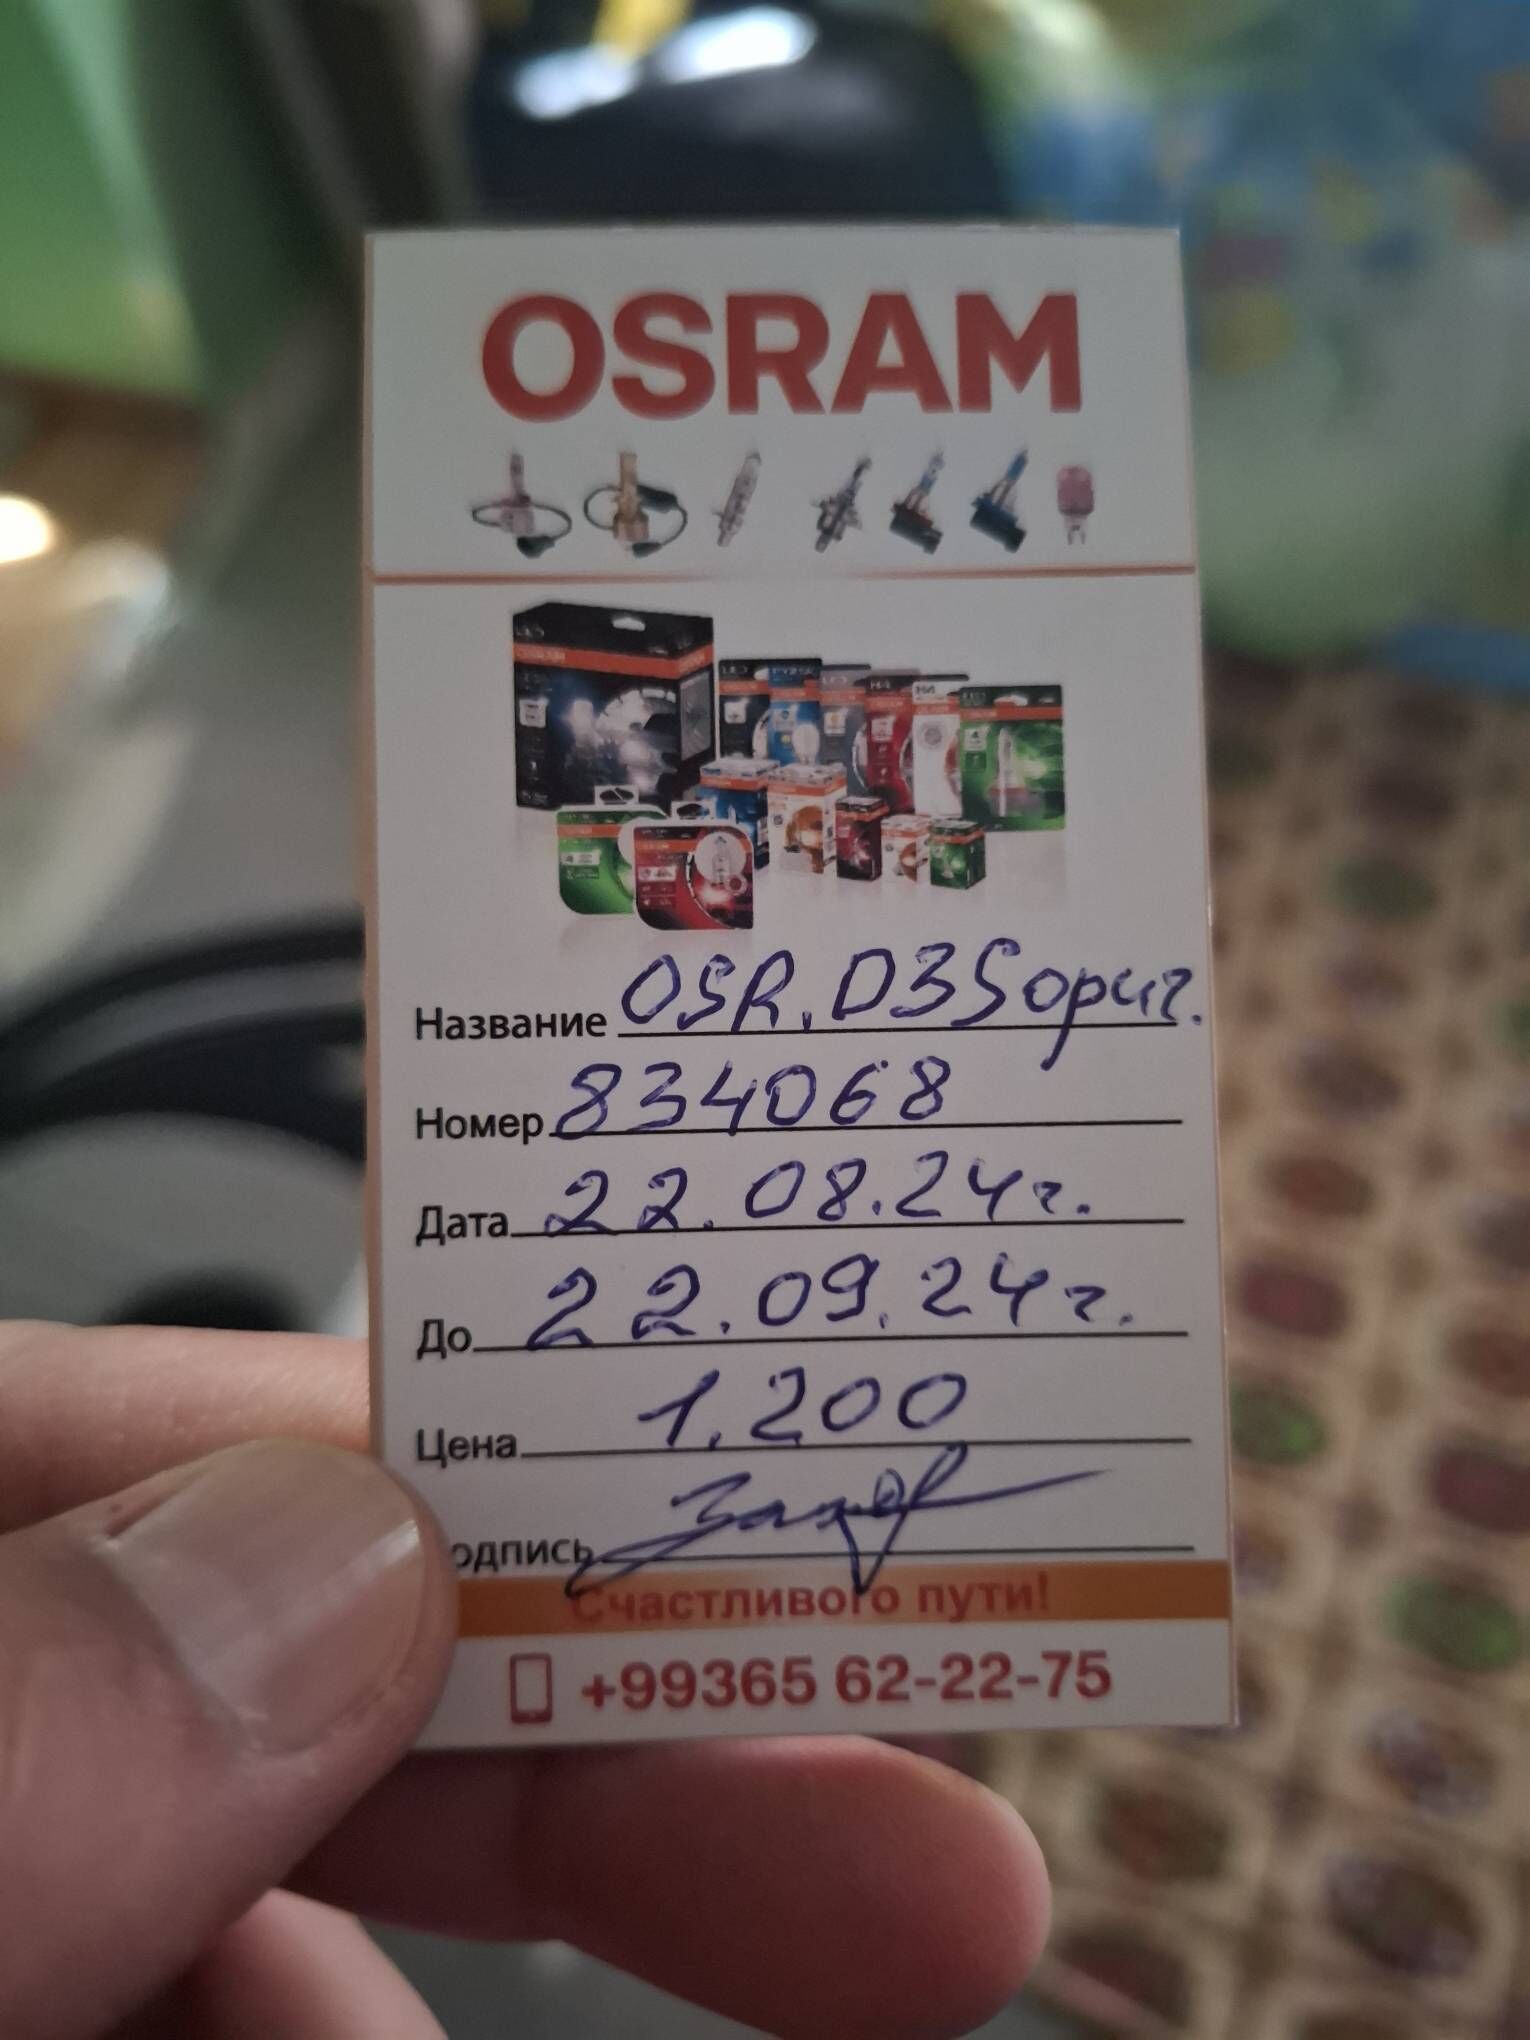 OSRAM
Название OSR. D3S ориг.
Номер 834068
Дата 22.08.24г.
До 22.09.24г.
Цена 1.200
одпись
Счастливого пути!
+99365 62-22-75